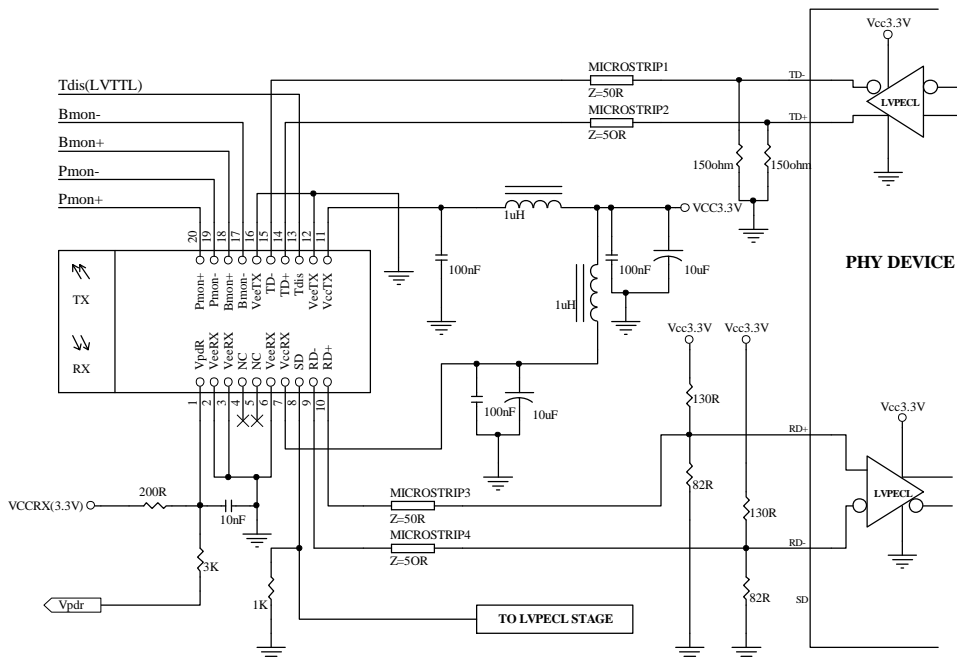 Vcc3.3V
MICROSTRIP1
TD-
Tdis(LVTTL)
Z=50R
LVPECL
Bmon-
MICROSTRIP2
TD+
Z=5OR
Bmon+
150ohm
150ohm
Pmon-
Pmon+
1uH
VCC3.3V
20
19
18
17
16
15
14
13
12
11
100nF
100nF
10uF
PHY DEVICE
TX
Pmon+
Pmon-
Bmon+
Bmon-
VeeTX
TD-
TD+
Tdis
VeeTX
VccTX
1uH
RX
VpdR
VeeRX
VeeRX
NC
NC
VeeRX
VccRX
SD
RD-
RD+
Vcc3.3V
Vcc3.3V
1
2
3
4
5
6
7
8
9
10
100nF
10uF
130R
Vcc3.3V
RD+
82R
LVPECL
VCCRX(3.3V)
200R
10nF
MICROSTRIP3
Z=50R
130R
MICROSTRIP4
Z=5OR
RD-
3K
Vpdr
1K
TO LVPECL STAGE
82R
SD